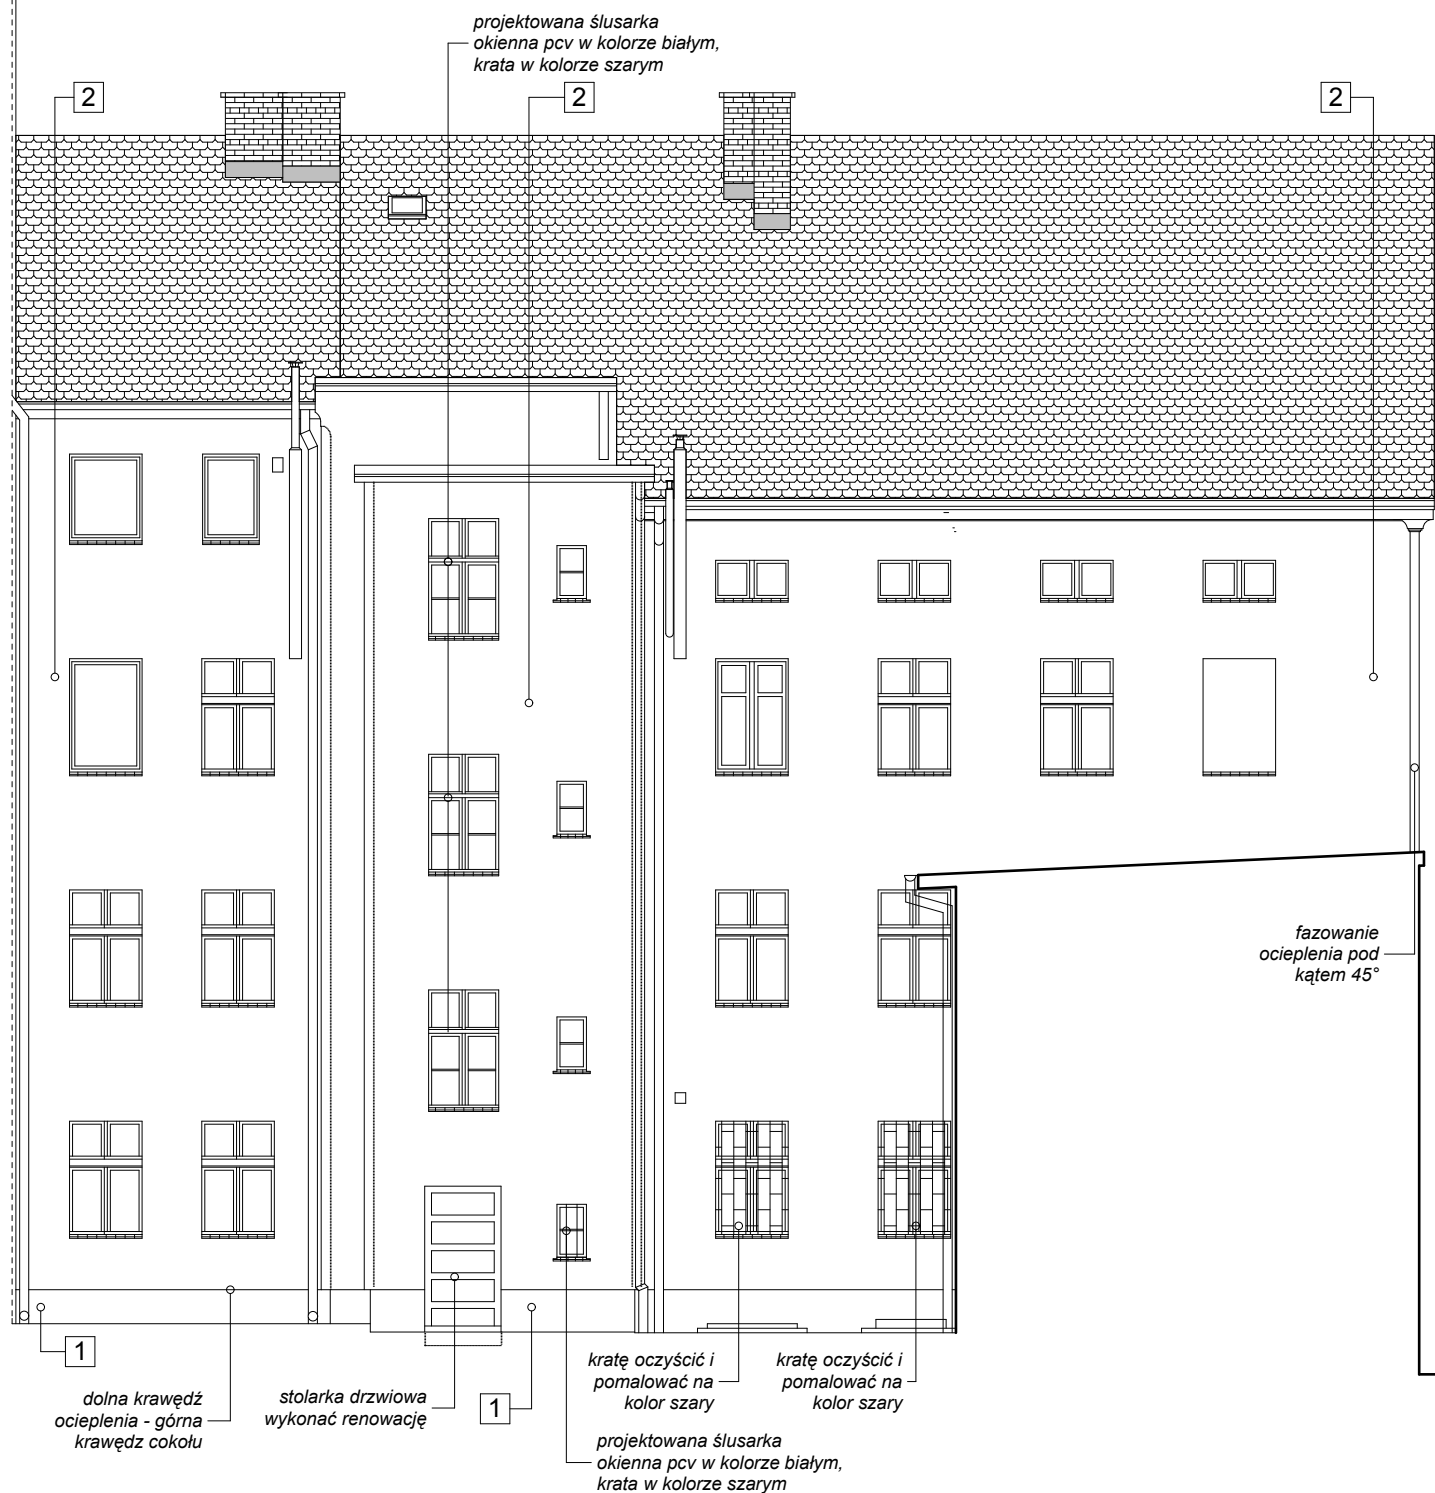 projektowana ślusarka
okienna pcv w kolorze białym,
krata w kolorze szarym
2
2
2
fazowanie
ocieplenia pod
kątem 45°
1
dolna krawędź
ocieplenia - górna
krawędz cokołu
stolarka drzwiowa
wykonać renowację
1
kratę oczyścić i
pomalować na
kolor szary
kratę oczyścić i
pomalować na
kolor szary
projektowana ślusarka
okienna pcv w kolorze białym,
krata w kolorze szarym